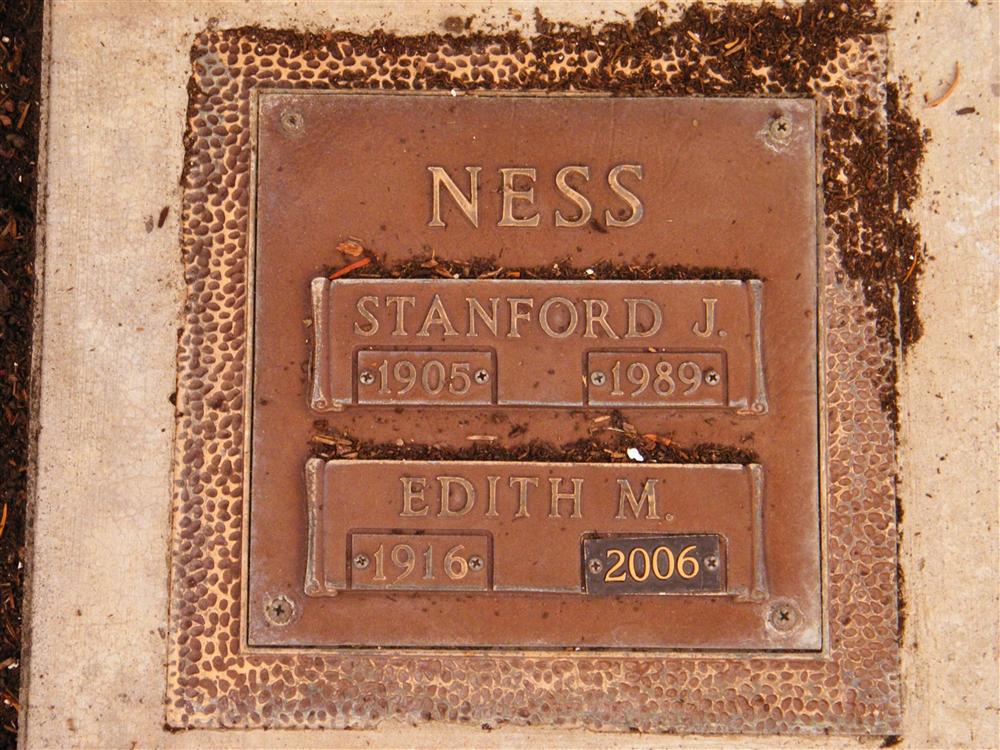 NESS
STANFORD J.
1905 1989
EDITH M.
1916 2006